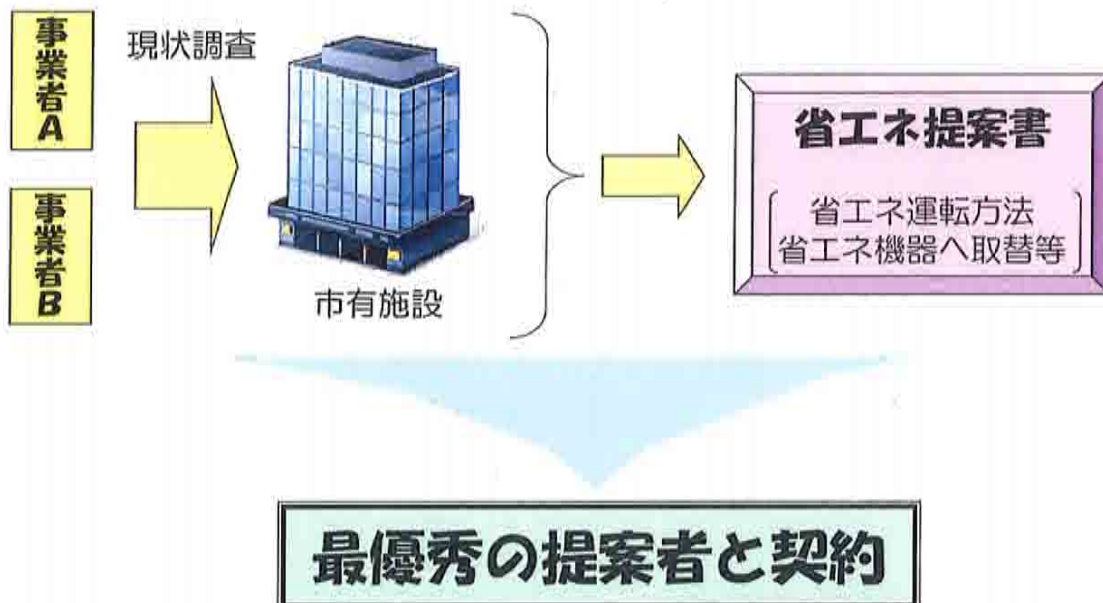 事業者A
現状調査
事業者B
市有施設
省エネ提案書
省エネ運転方法
省エネ機器へ取替等
最優秀の提案者と契約